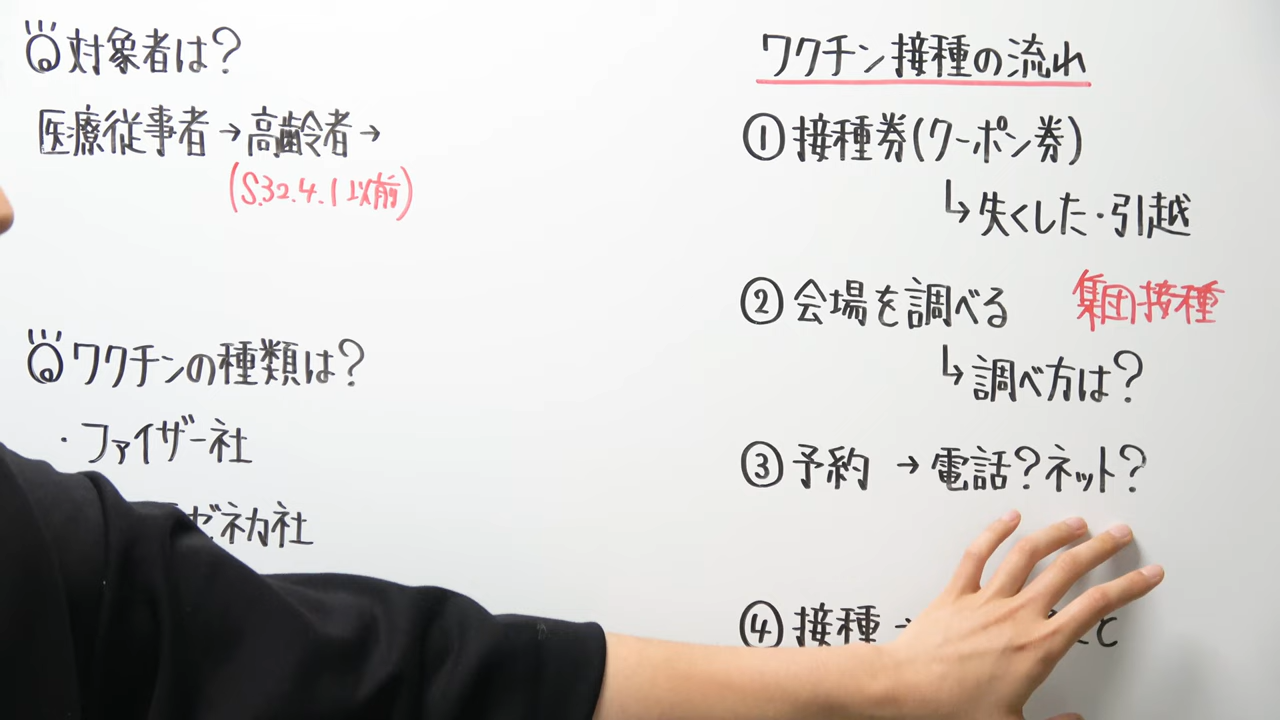 対象者は?
医療従事者→高齢者→
(S.32.4.1以前)
ワクチンの種類は?
・ファイザー社
ゼネカ社
ワクチン接種の流れ
①接種券(クーポン券)
↳失くした・引越
②会場を調べる 集団接種
↳調べ方は?
③予約→電話?ネット?
④接種→ こと